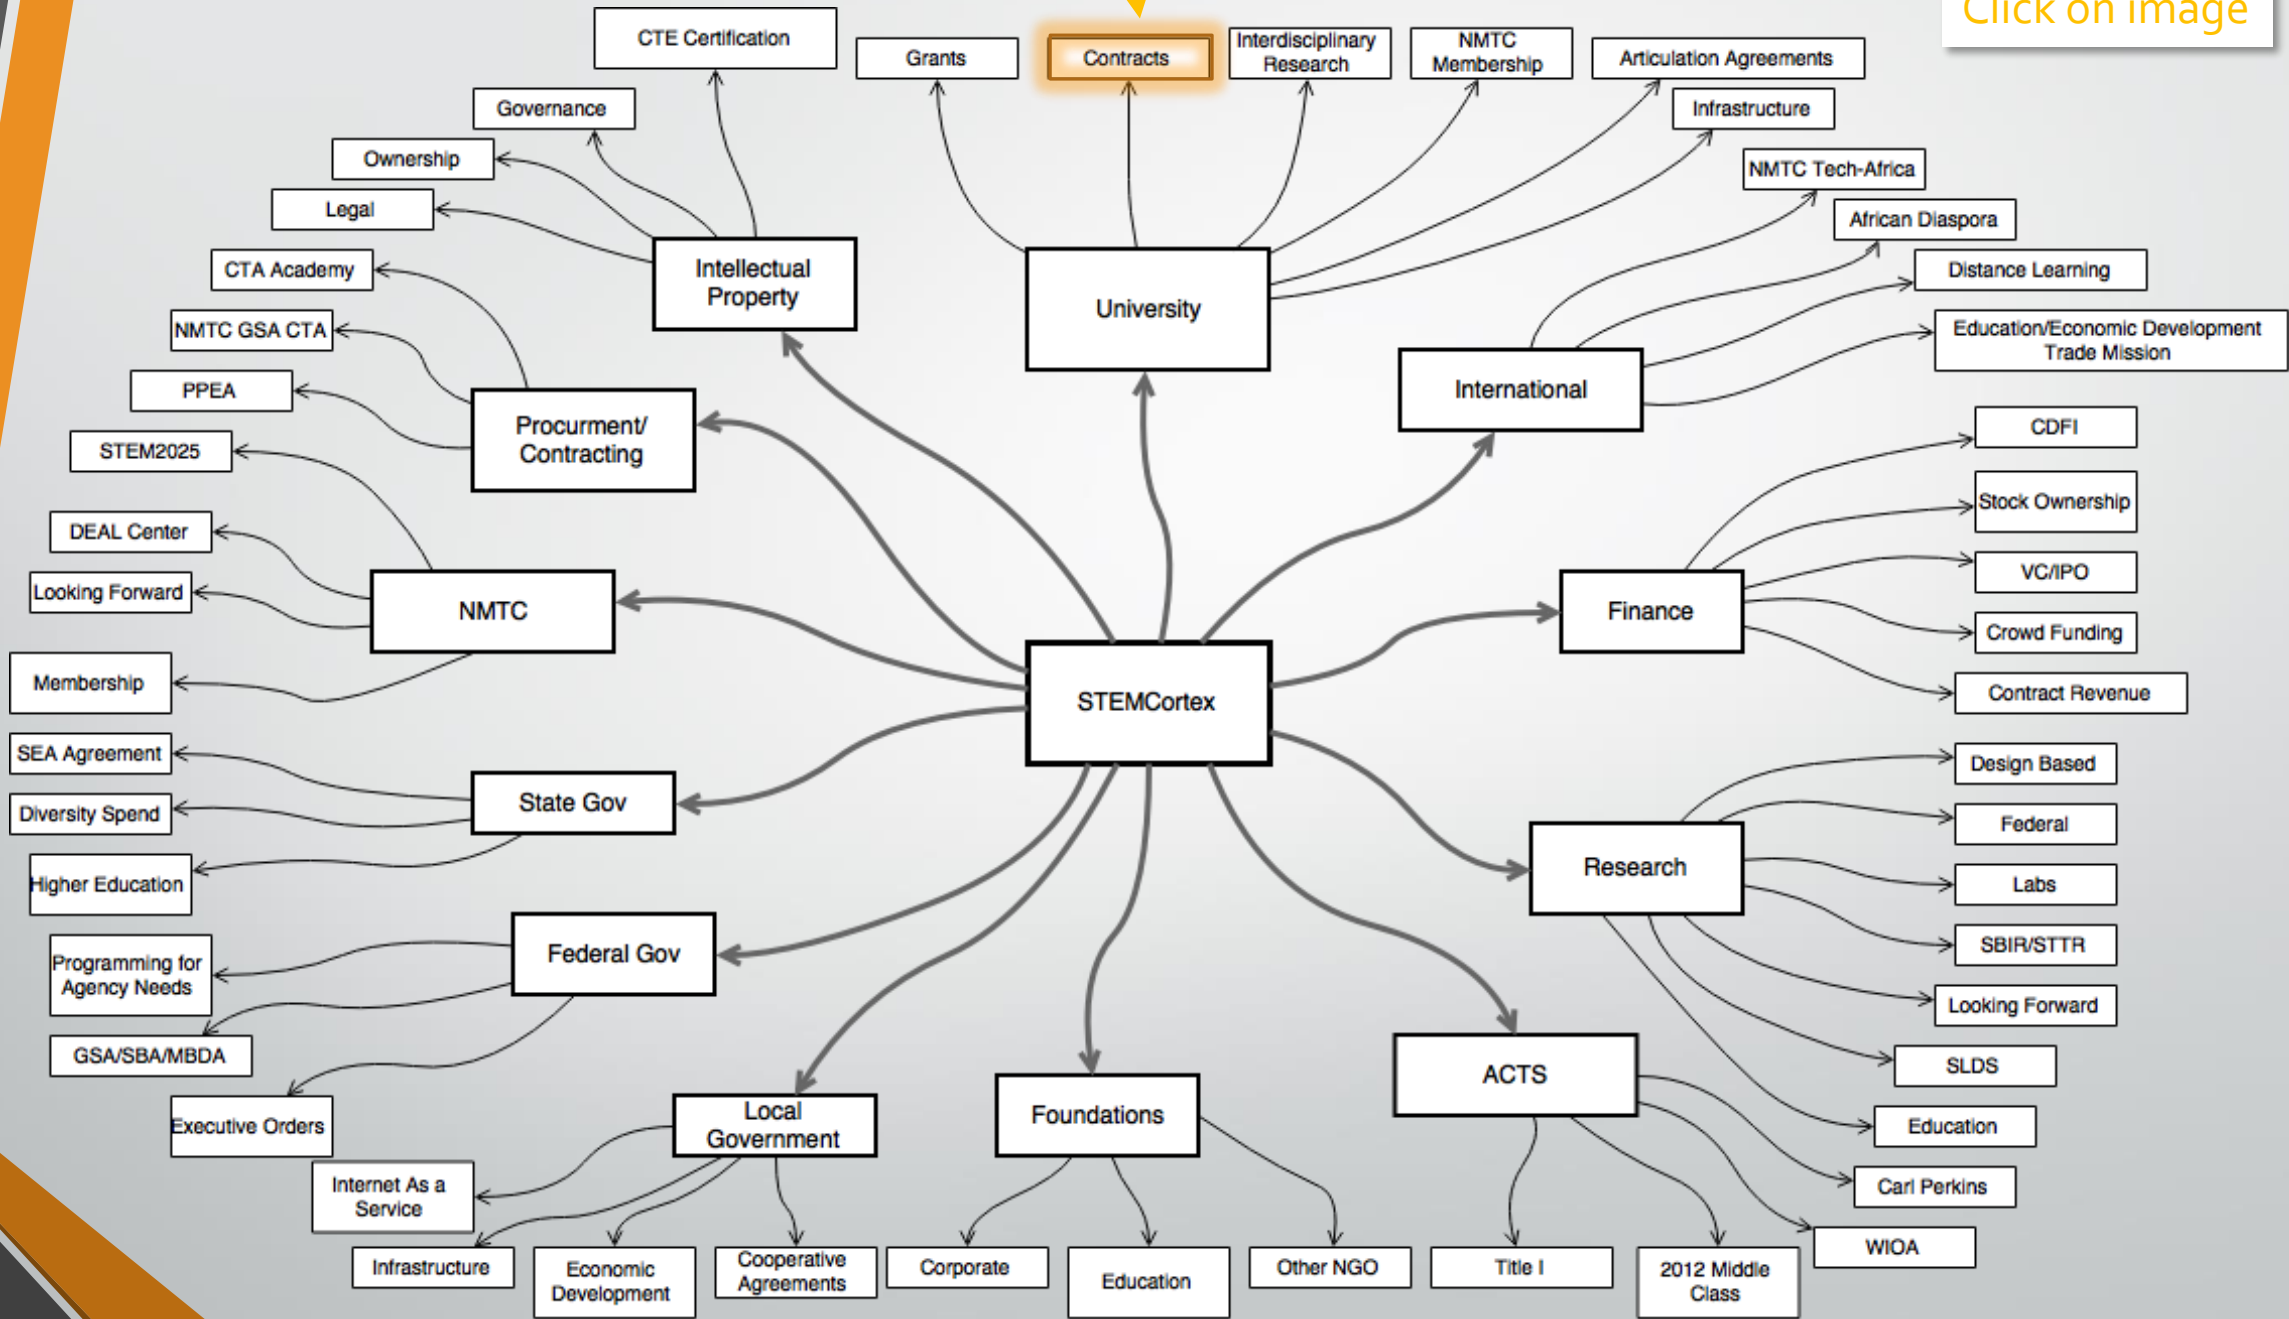 Click on image
CTE Certification
Grants
Contracts
Interdisciplinary
Research
NMTC
Membership
Articulation Agreements
Governance
Infrastructure
Ownership
NMTC Tech-Africa
Legal
African Diaspora
CTA Academy
Intellectual
Property
University
Distance Learning
NMTC GSA CTA
Education/Economic Development
Trade Mission
PPEA
International
Procurment/
Contracting
CDFI
STEM2025
Stock Ownership
DEAL Center
VC/IPO
Looking Forward
NMTC
Finance
Crowd Funding
Membership
STEMCortex
Contract Revenue
SEA Agreement
Design Based
State Gov
Diversity Spend
Federal
Higher Education
Research
Labs
Federal Gov
SBIR/STTR
Programming for
Agency Needs
Looking Forward
GSA/SBA/MBDA
SLDS
ACTS
Executive Orders
Local
Government
Foundations
Education
Internet As a
Service
Carl Perkins
WIOA
Infrastructure
Economic
Development
Cooperative
Agreements
Corporate
Education
Other NGO
Title I
2012 Middle
Class